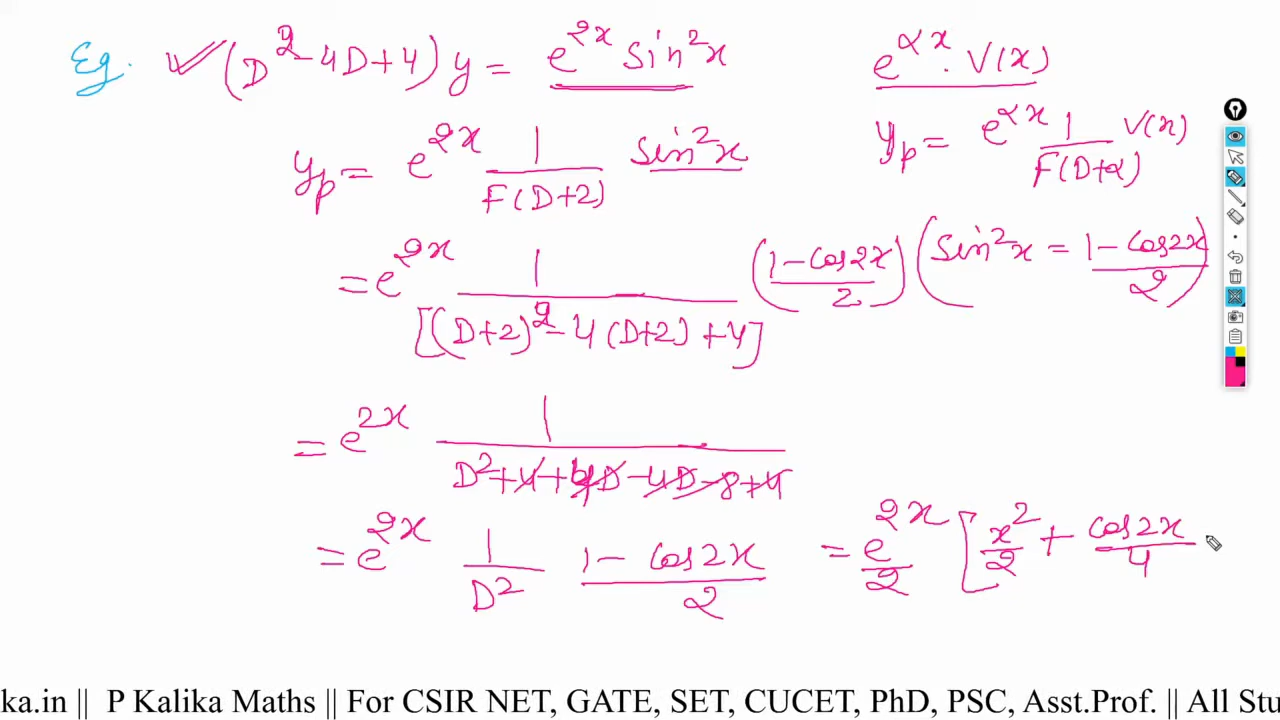 Eg. ✓ (D² - 4D + 4) y = e^{2x} sin²x    e^{αx} · V(x)
y_p = e^{2x} 1/F(D+2) sin²x    y_p = e^{αx} 1/F(D+α) V(x)
= e^{2x} 1/[(D+2)² - 4(D+2) + 4] ((1 - cos2x)/2) (sin²x = (1 - cos2x)/2)
= e^{2x} 1/(D² + 4 + 4D - 4D - 8 + 4)
= e^{2x} 1/D² (1 - cos2x)/2 = e^{2x}/2 [x²/2 + cos2x/4
ka.in || P Kalika Maths || For CSIR NET, GATE, SET, CUCET, PhD, PSC, Asst.Prof. || All Stu